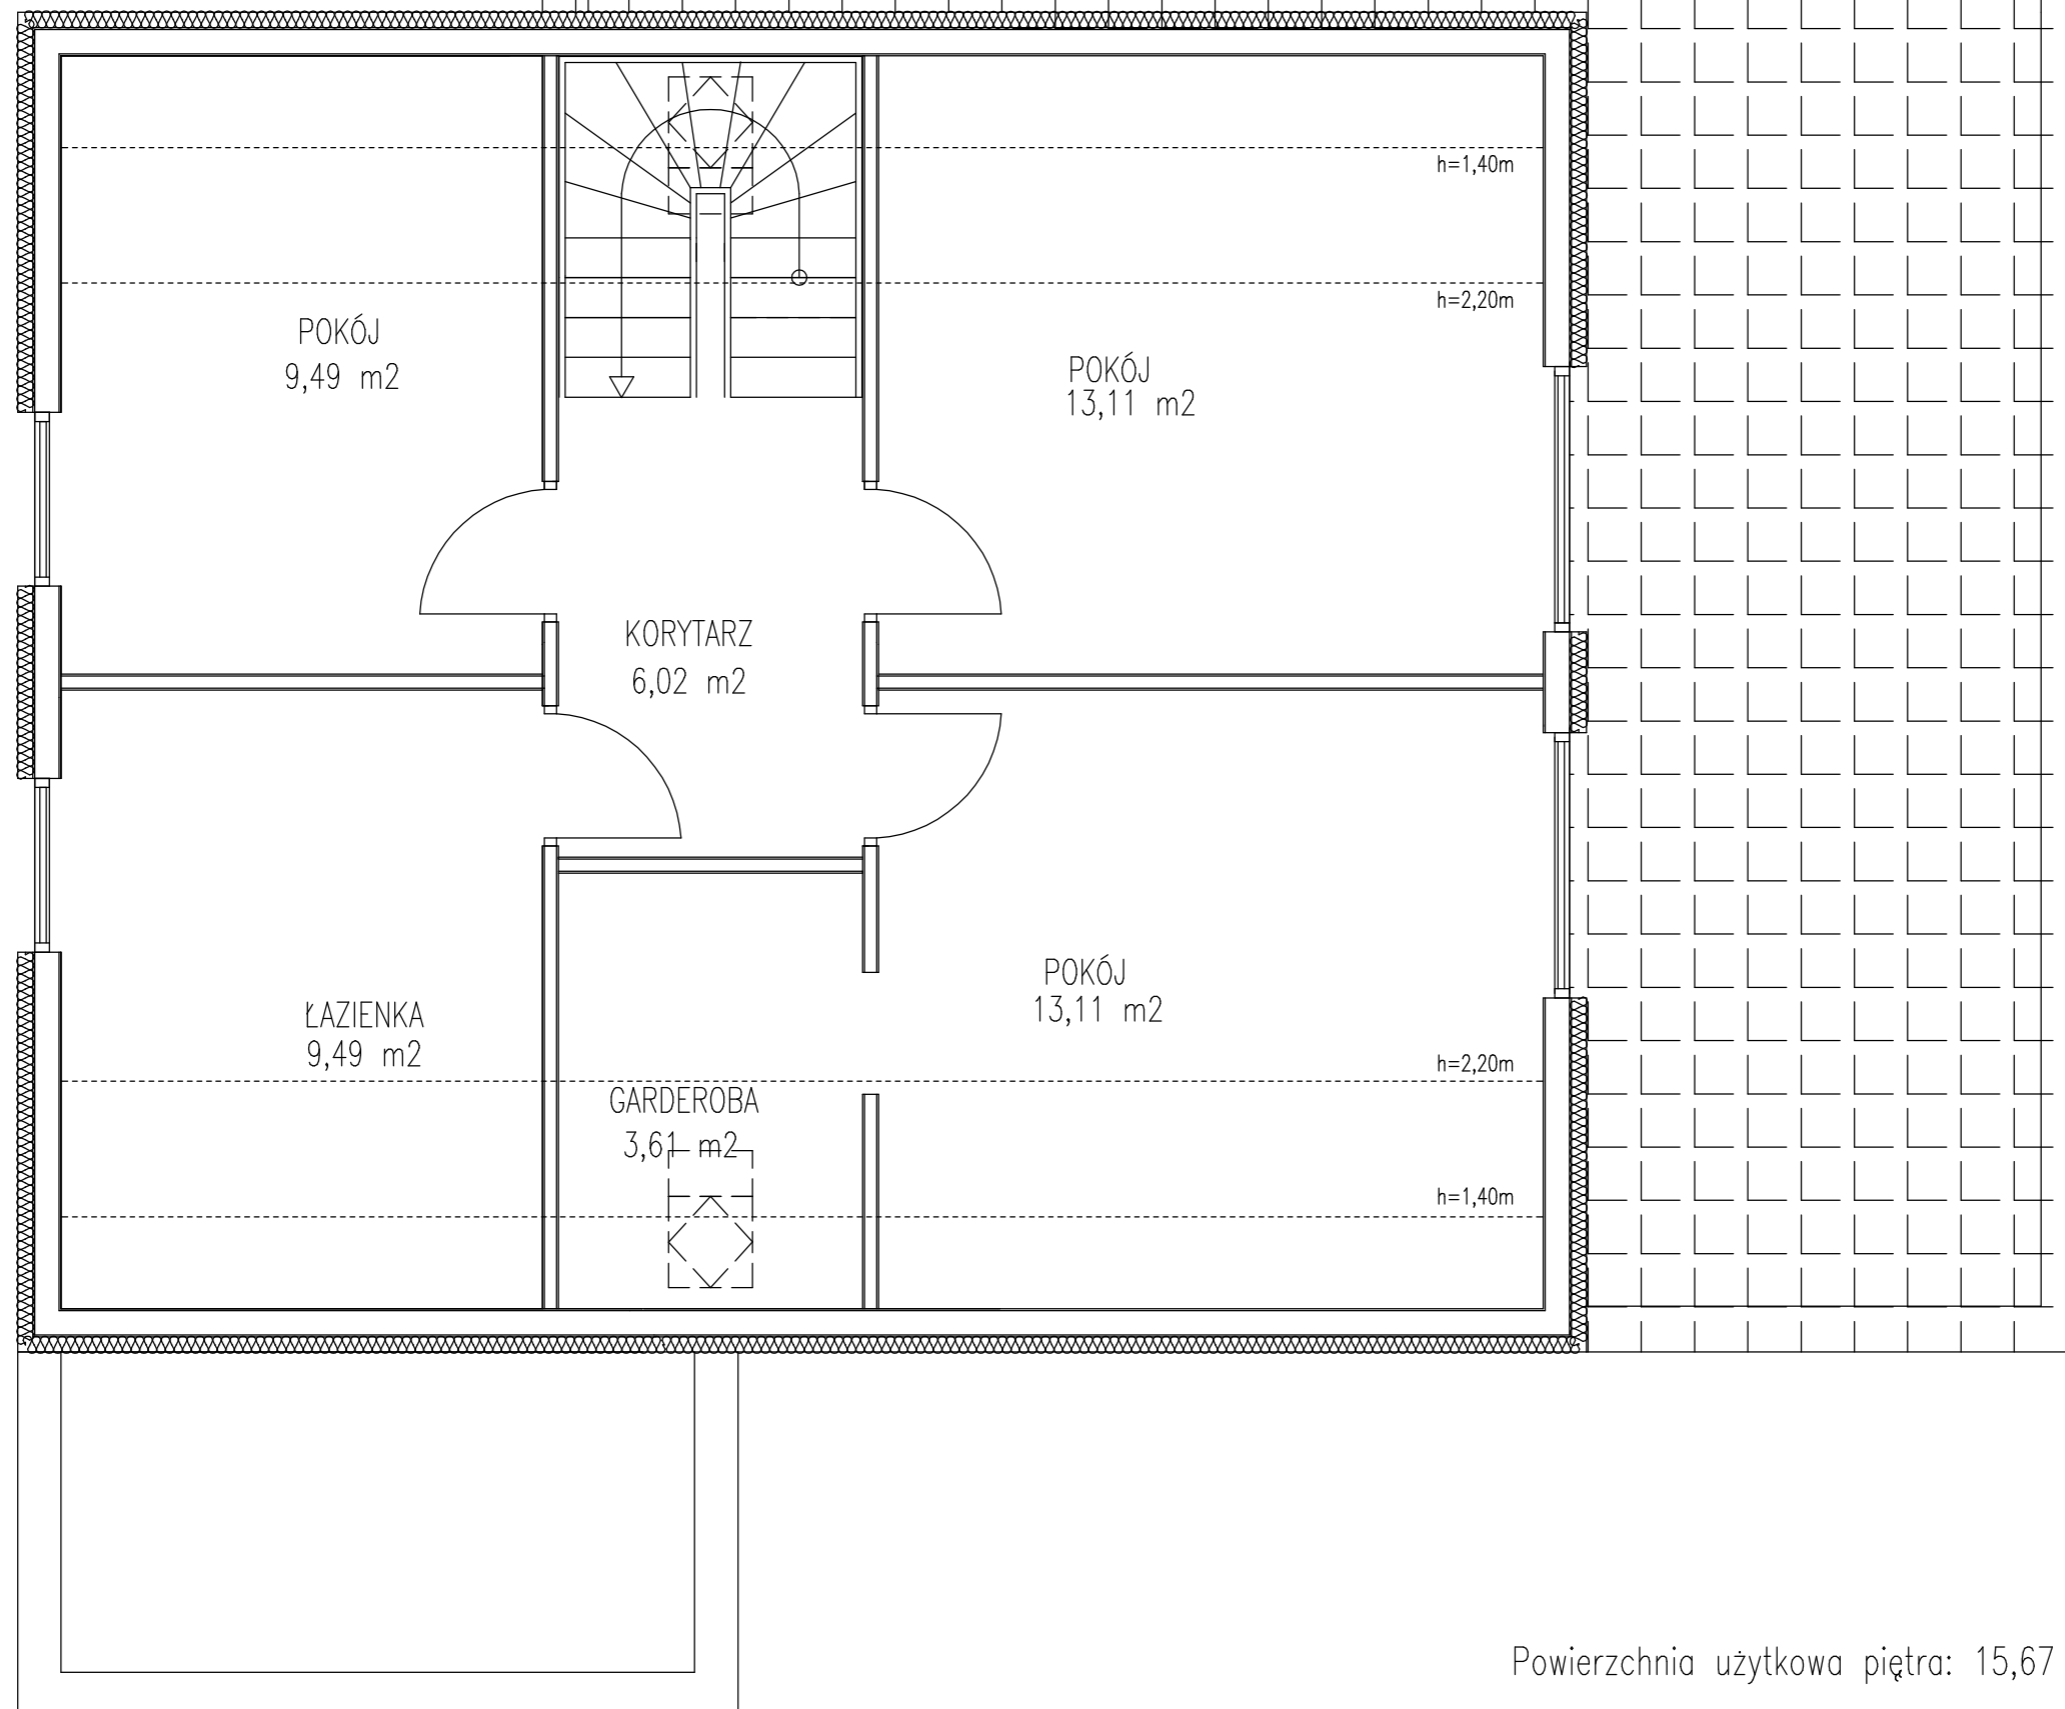 h=1,40m
h=2,20m
POKÓJ
9,49 m2
POKÓJ
13,11 m2
KORYTARZ
6,02 m2
POKÓJ
13,11 m2
ŁAZIENKA
9,49 m2
h=2,20m
GARDEROBA
3,61 m2
h=1,40m
Powierzchnia użytkowa piętra: 15,67